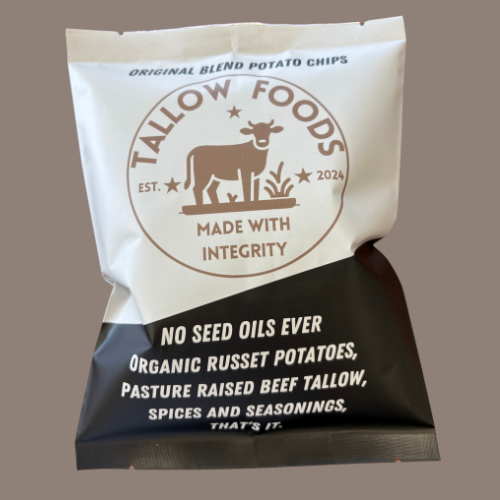 ORIGINAL BLEND POTATO CHIPS
TALLOW FOODS
EST. 2024
MADE WITH
INTEGRITY
NO SEED OILS EVER
ORGANIC RUSSET POTATOES,
PASTURE RAISED BEEF TALLOW,
SPICES AND SEASONINGS,
THAT'S IT.